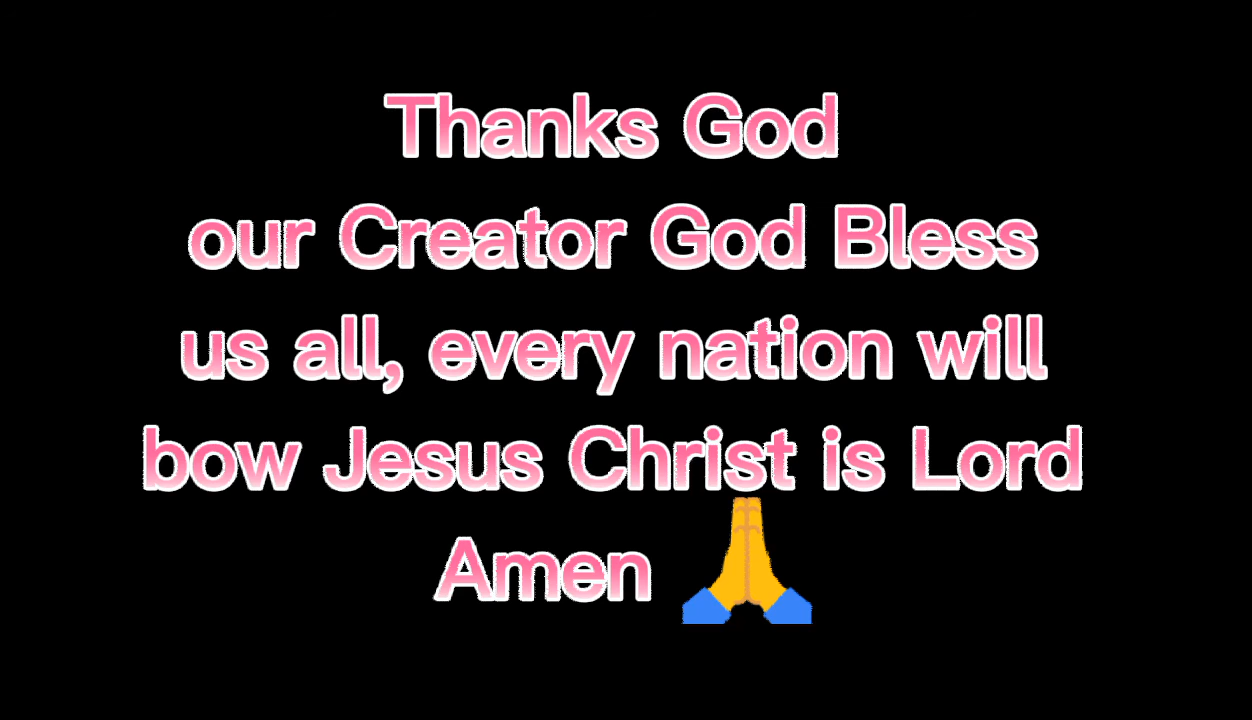 Thanks God
our Creator God Bless
us all, every nation will
bow Jesus Christ is Lord
Amen 🙏